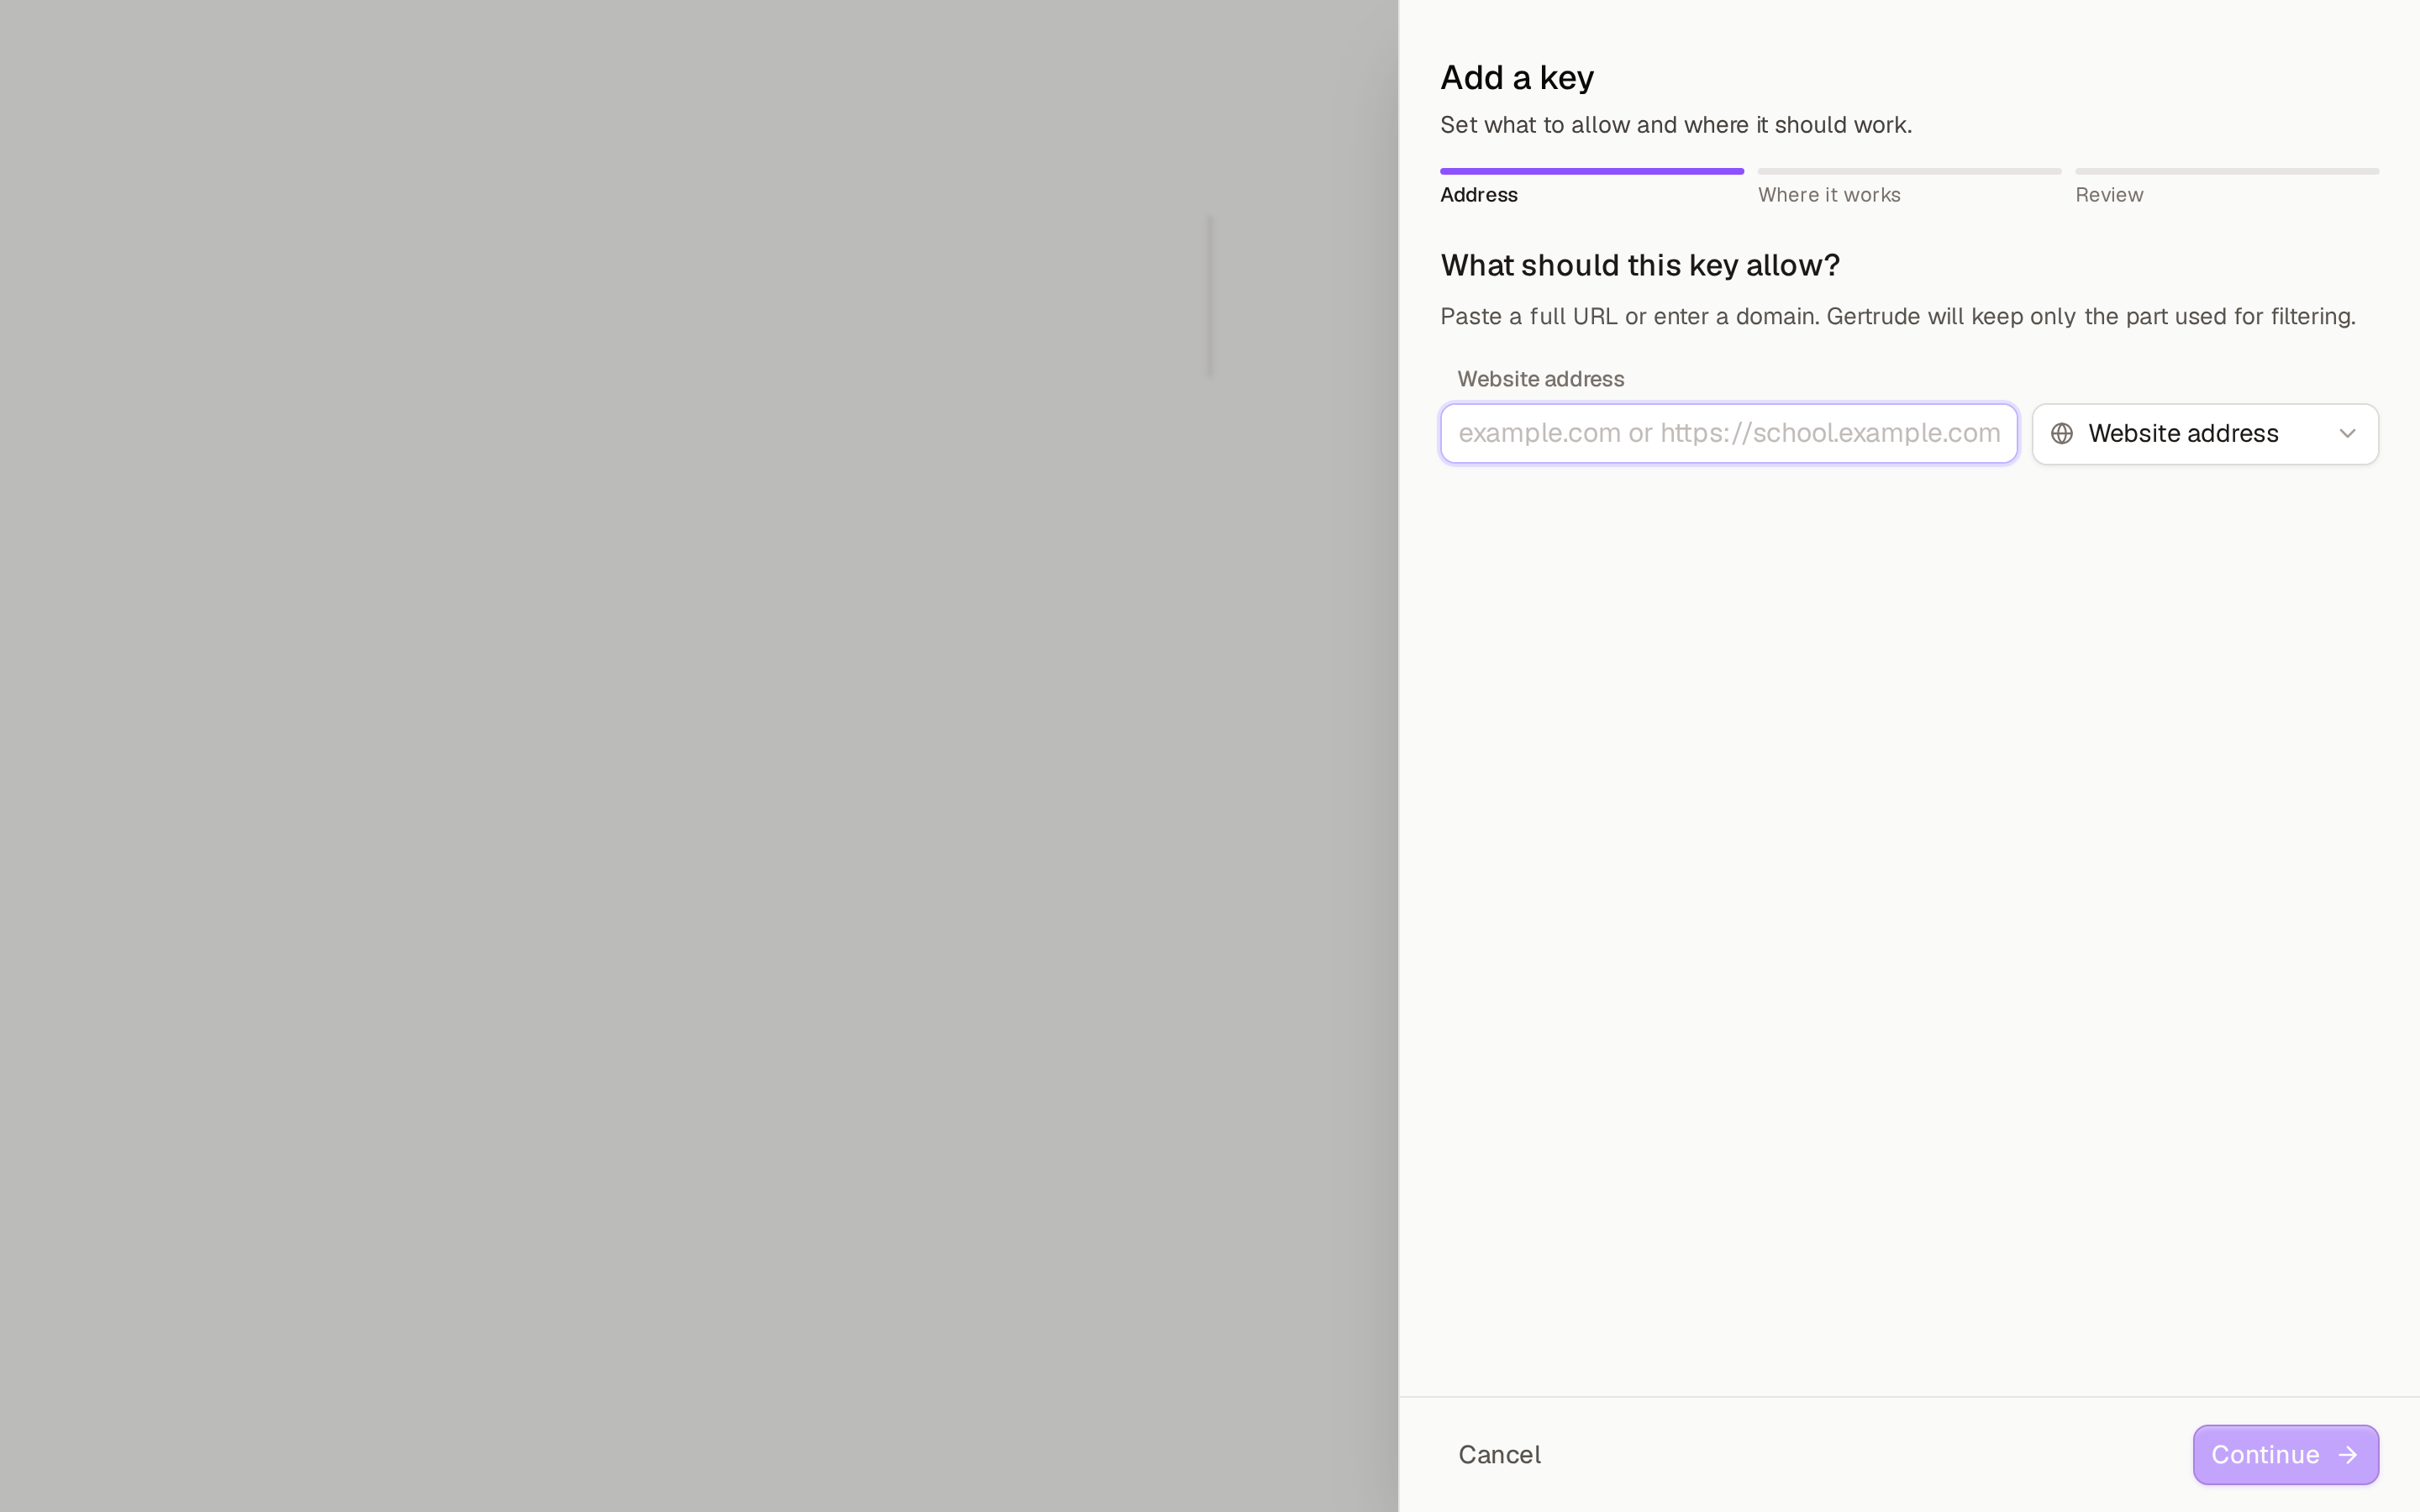 Add a key
Set what to allow and where it should work.
Address
Where it works
Review
What should this key allow?
Paste a full URL or enter a domain. Gertrude will keep only the part used for filtering.
Website address
example.com or https://school.example.com
Website address
Cancel
Continue